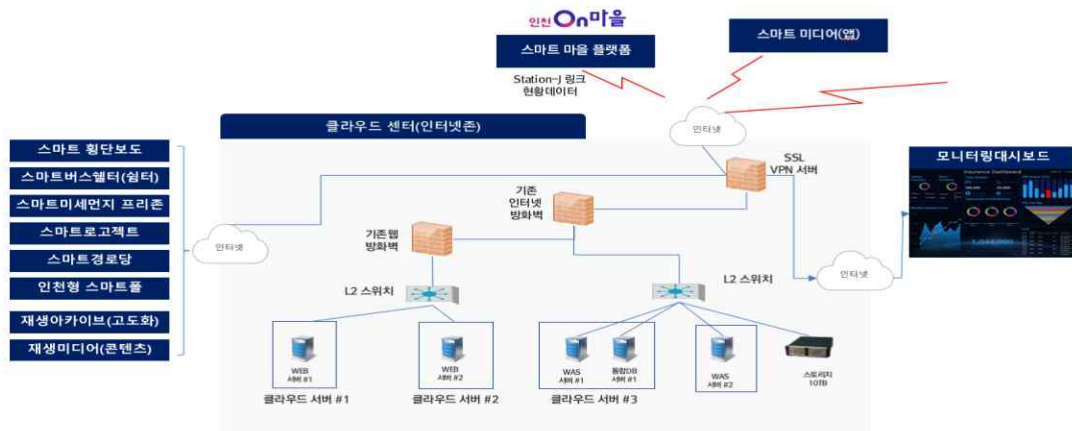 인천 On마을
스마트 마을 플랫폼
스마트 미디어(앱)
Station-J 링크
현황데이터
인터넷
클라우드 센터(인터넷존)
스마트 횡단보도
스마트버스쉘터(쉼터)
스마트미세먼지 프리존
스마트로고젝트
스마트경로당
인천형 스마트폴
재생아카이브(고도화)
재생미디어(콘텐츠)
인터넷
SSL
VPN 서버
기존
인터넷
방화벽
기존웹
방화벽
모니터링대시보드
Insurance Dashboard
인터넷
L2 스위치
L2 스위치
WEB
서버 #1
WEB
서버 #2
WAS
서버 #1
통합DB
서버 #1
WAS
서버 #2
스토리지
10TB
클라우드 서버 #1
클라우드 서버 #2
클라우드 서버 #3